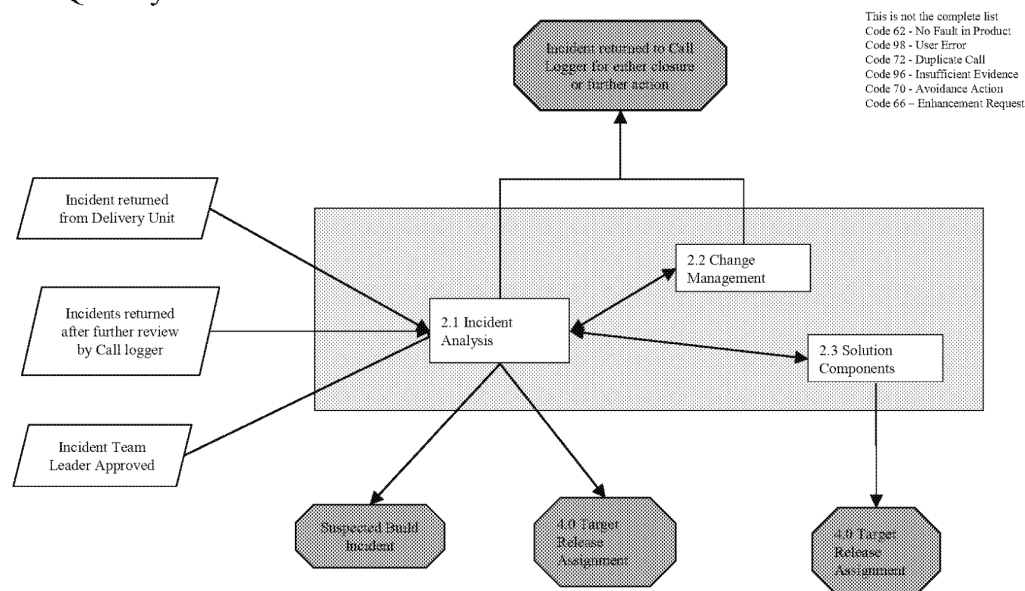 This is not the complete list
Code 62 - No Fault in Product
Code 98 - User Error
Code 72 - Duplicate Call
Code 96 - Insufficient Evidence
Code 70 - Avoidance Action
Code 66 – Enhancement Request
Incident returned to Call
Logger for either closure
or further action
Incident returned
from Delivery Unit
2.2 Change
Management
Incidents returned
after further review
by Call logger
2.1 Incident
Analysis
2.3 Solution
Components
Incident Team
Leader Approved
Suspected Build
Incident
4.0 Target
Release
Assignment
4.0 Target
Release
Assignment